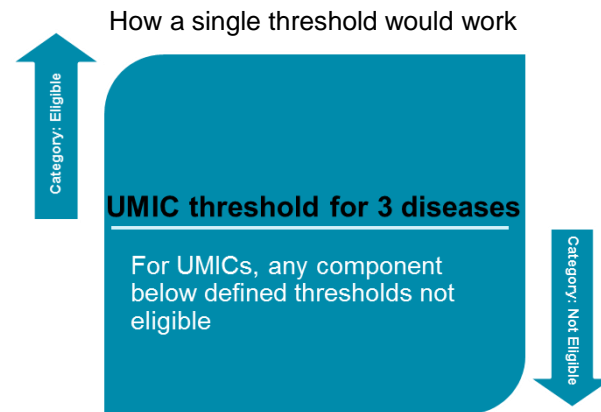 How a single threshold would work
Category: Eligible
UMIC threshold for 3 diseases
For UMICs, any component
below defined thresholds not
eligible
Category: Not Eligible